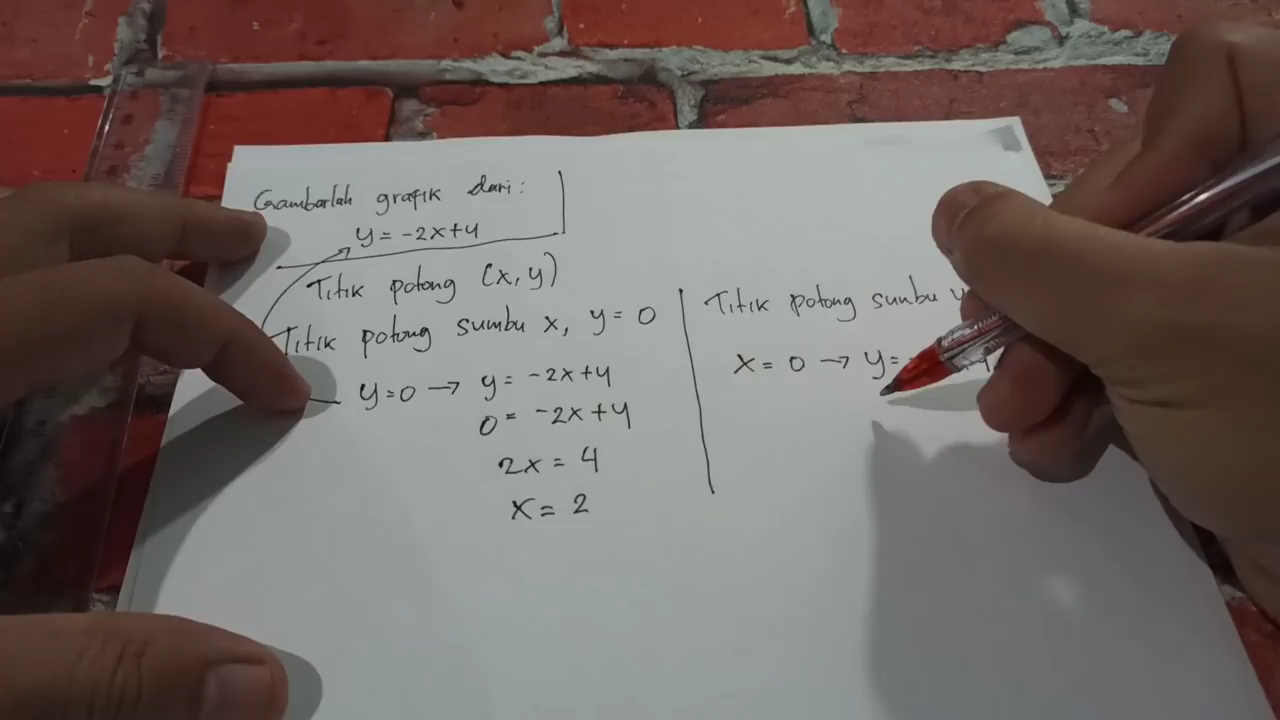 Gambarlah grafik dari:
y = -2x+4
Titik potong (x, y)
Titik potong sumbu x, y = 0
y=0 → y = -2x+4
0 = -2x+4
2x = 4
x = 2
Titik potong sumbu y
x = 0 → y =